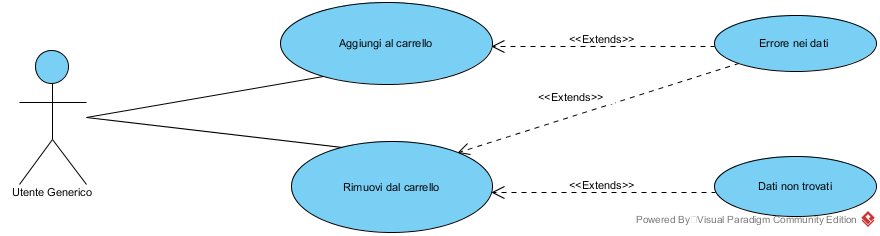 Aggiungi al carrello
<<Extends>>
Errore nei dati
<<Extends>>
Utente Generico
Rimuovi dal carrello
<<Extends>>
Dati non trovati
Powered By Visual Paradigm Community Edition